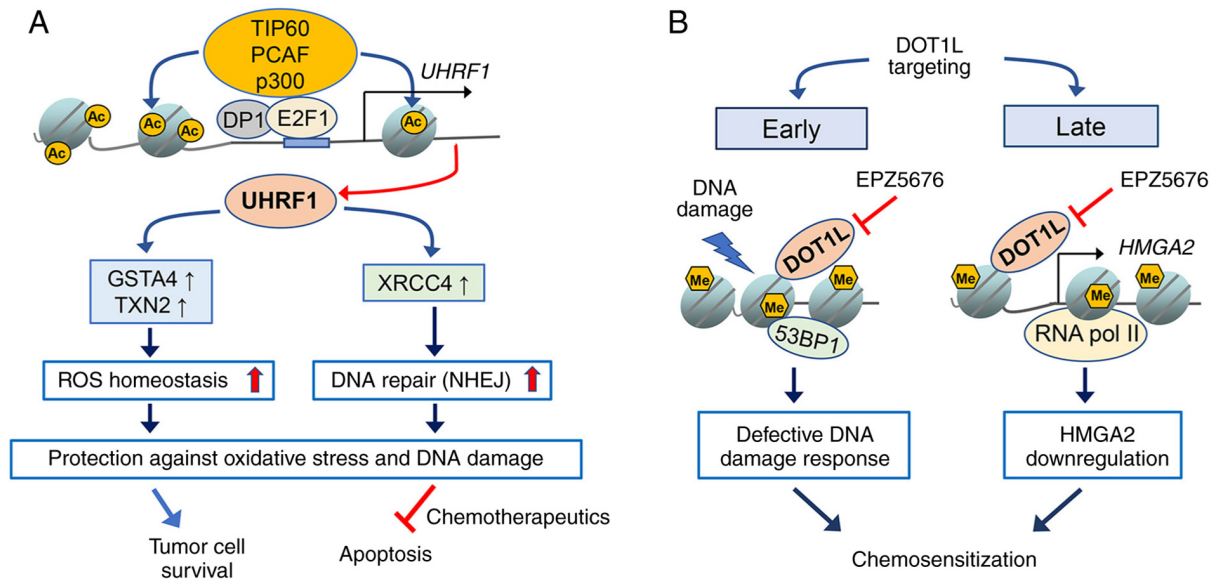 A
TIP60
PCAF
p300
UHRF1
DP1
E2F1
Ac
Ac
Ac
Ac
Ac
UHRF1
GSTA4 ↑
TXN2 ↑
XRCC4 ↑
ROS homeostasis
DNA repair (NHEJ)
Protection against oxidative stress and DNA damage
Chemotherapeutics
Tumor cell
survival
Apoptosis
B
DOT1L
targeting
Early
Late
DNA
damage
EPZ5676
DOT1L
Me
Me
Me
53BP1
EPZ5676
DOT1L
HMGA2
Me
Me
Me
RNA pol II
Defective DNA
damage response
HMGA2
downregulation
Chemosensitization